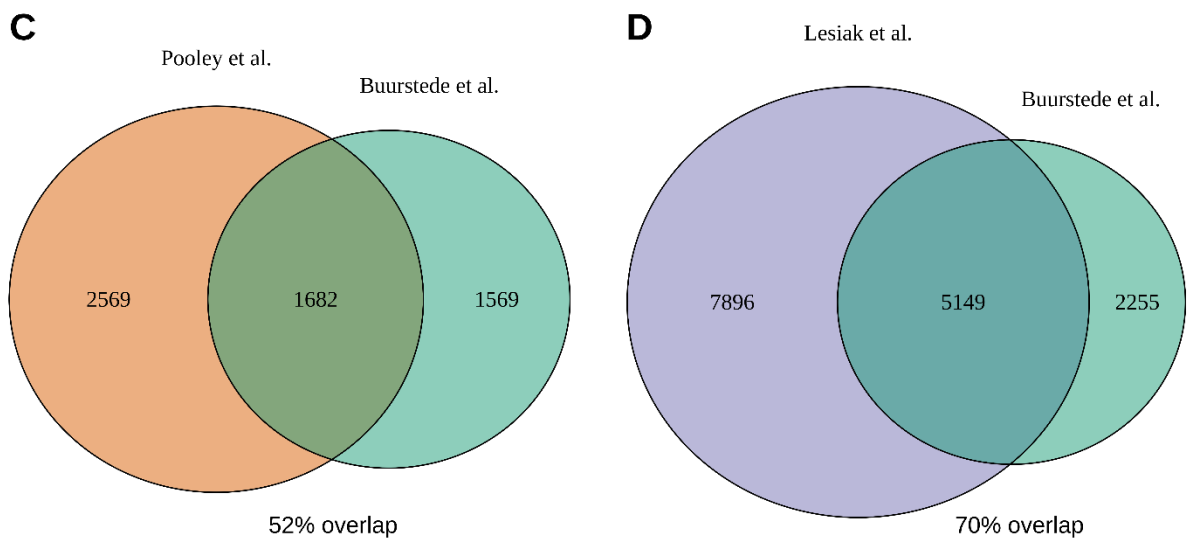 C
Pooley et al.
Buurstede et al.
2569
1682
1569
52% overlap
D
Lesiak et al.
Buurstede et al.
7896
5149
2255
70% overlap